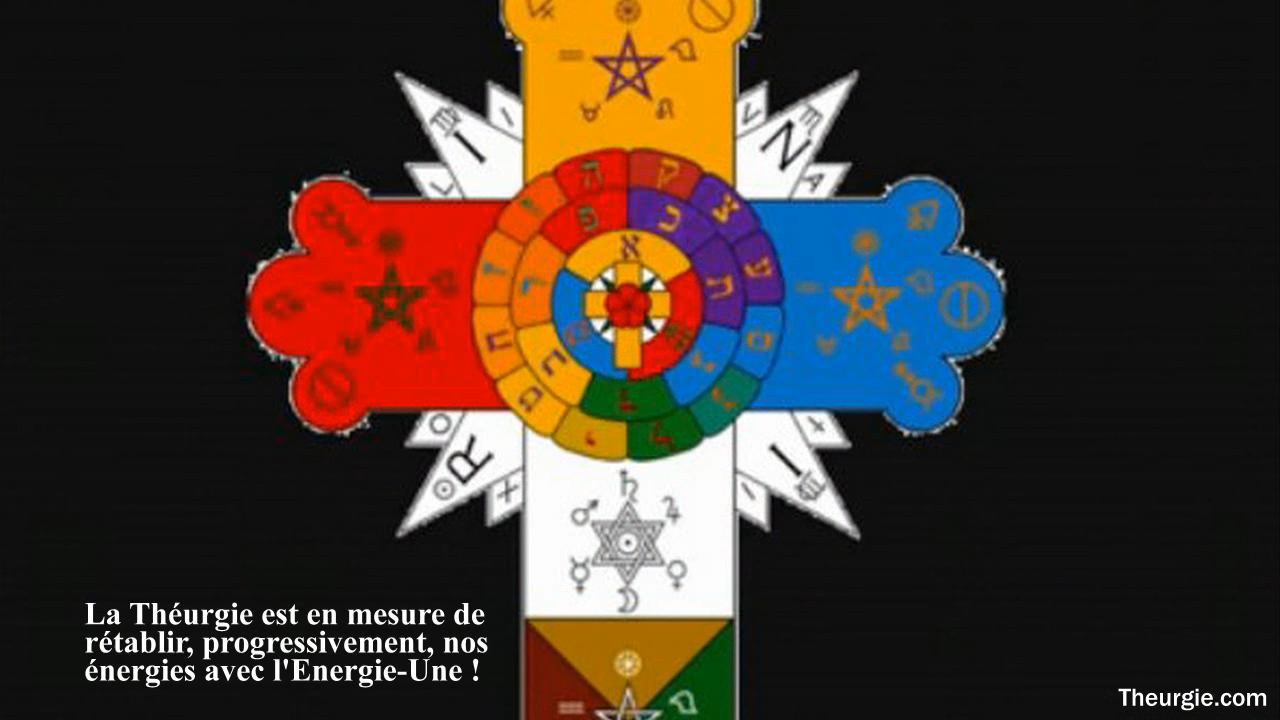 I
N
L
I
V
A
ה
ק
צ
ע
ז
ח
פ
כ
ר
ת
א
R
I
O
X
La Théurgie est en mesure de
rétablir, progressivement, nos
énergies avec l'Energie-Une !
Theurgie.com